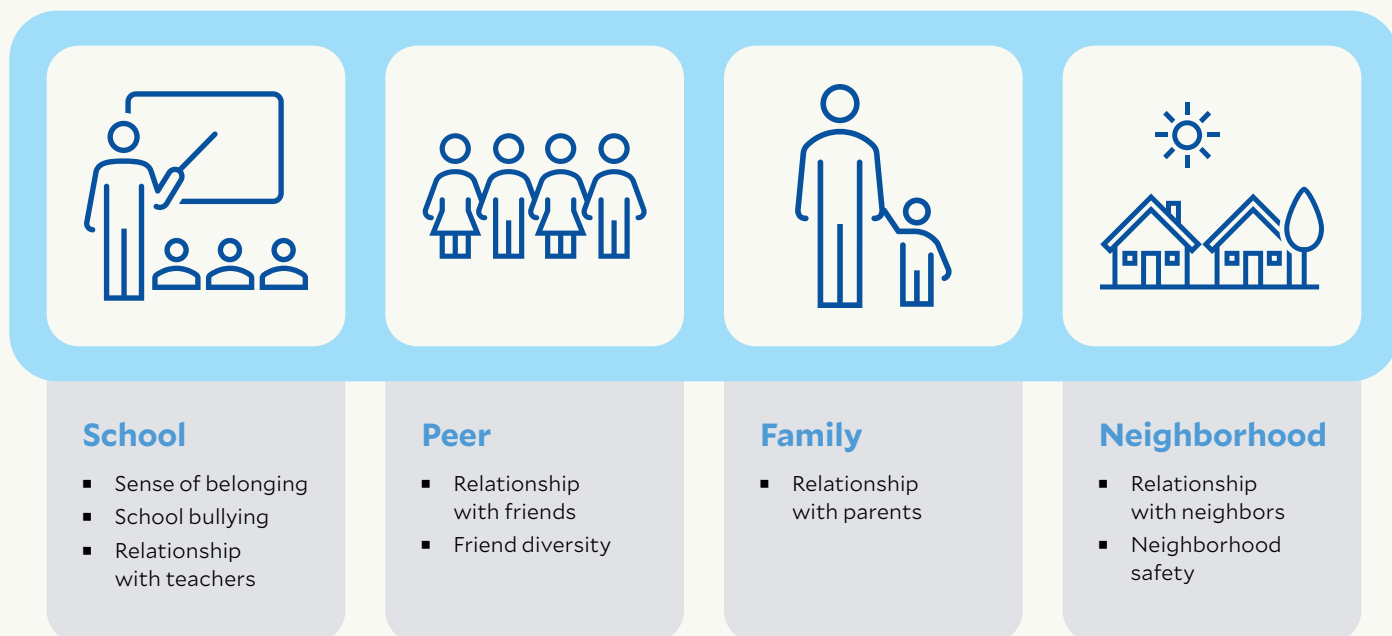 School
▪ Sense of belonging
▪ School bullying
▪ Relationship
with teachers
Peer
▪ Relationship
with friends
▪ Friend diversity
Family
▪ Relationship
with parents
Neighborhood
▪ Relationship
with neighbors
▪ Neighborhood
safety